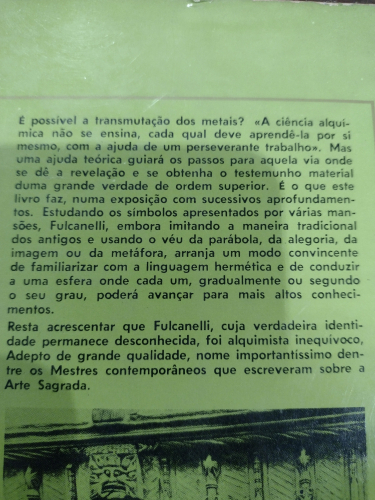 É possível a transmutação dos metais? «A ciência alquí-
mica não se ensina, cada qual deve aprendê-la por si
mesmo, com a ajuda de um perseverante trabalho». Mas
uma ajuda teórica guiará os passos para aquela via onde
se dê a revelação e se obtenha o testemunho material
duma grande verdade de ordem superior. É o que este
livro faz, numa exposição com sucessivos aprofundamen-
tos. Estudando os símbolos apresentados por várias man-
sões, Fulcanelli, embora imitando a maneira tradicional
dos antigos e usando o véu da parábola, da alegoria, da
imagem ou da metáfora, arranja um modo convincente
de familiarizar com a linguagem hermética e de conduzir
a uma esfera onde cada um, gradualmente ou segundo
o seu grau, poderá avançar para mais altos conheci-
mentos.
Resta acrescentar que Fulcanelli, cuja verdadeira identi-
dade permanece desconhecida, foi alquimista inequívoco,
Adepto de grande qualidade, nome importantíssimo den-
tre os Mestres contemporâneos que escreveram sobre a
Arte Sagrada.